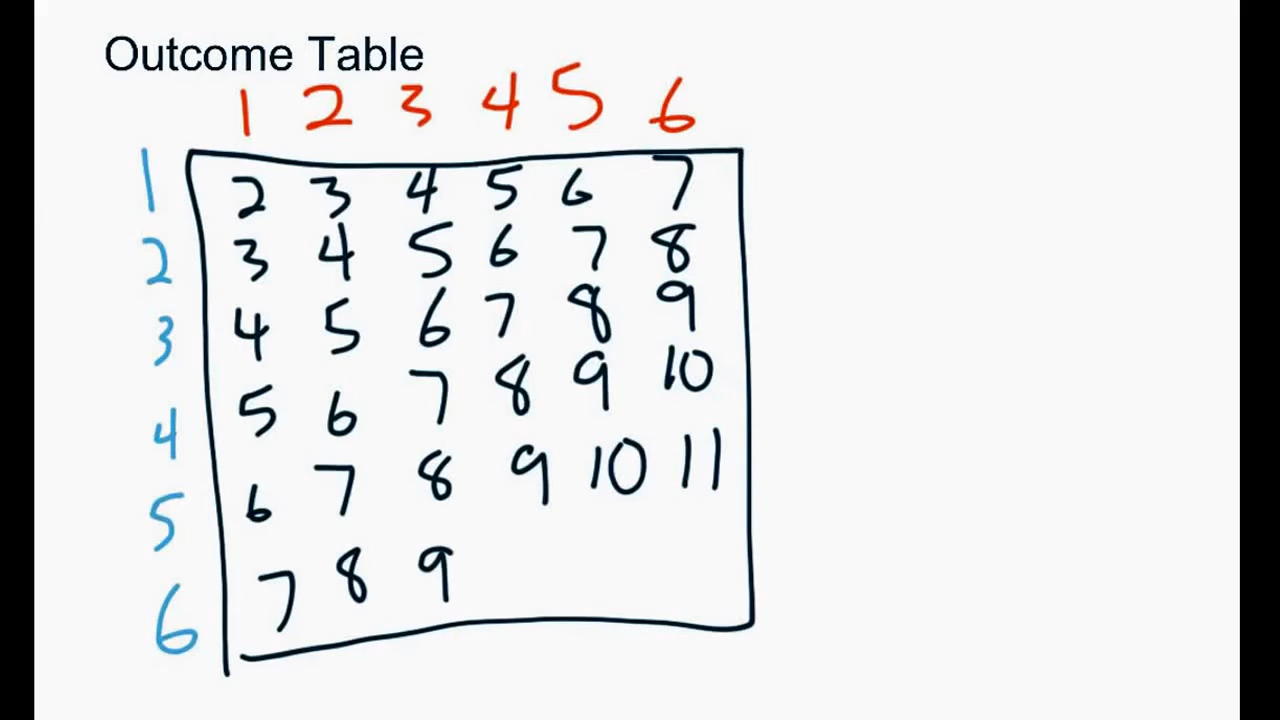 Outcome Table
1 2 3 4 5 6
1 2 3 4 5 6 7
2 3 4 5 6 7 8
3 4 5 6 7 8 9
4 5 6 7 8 9 10
5 6 7 8 9 10 11
6 7 8 9